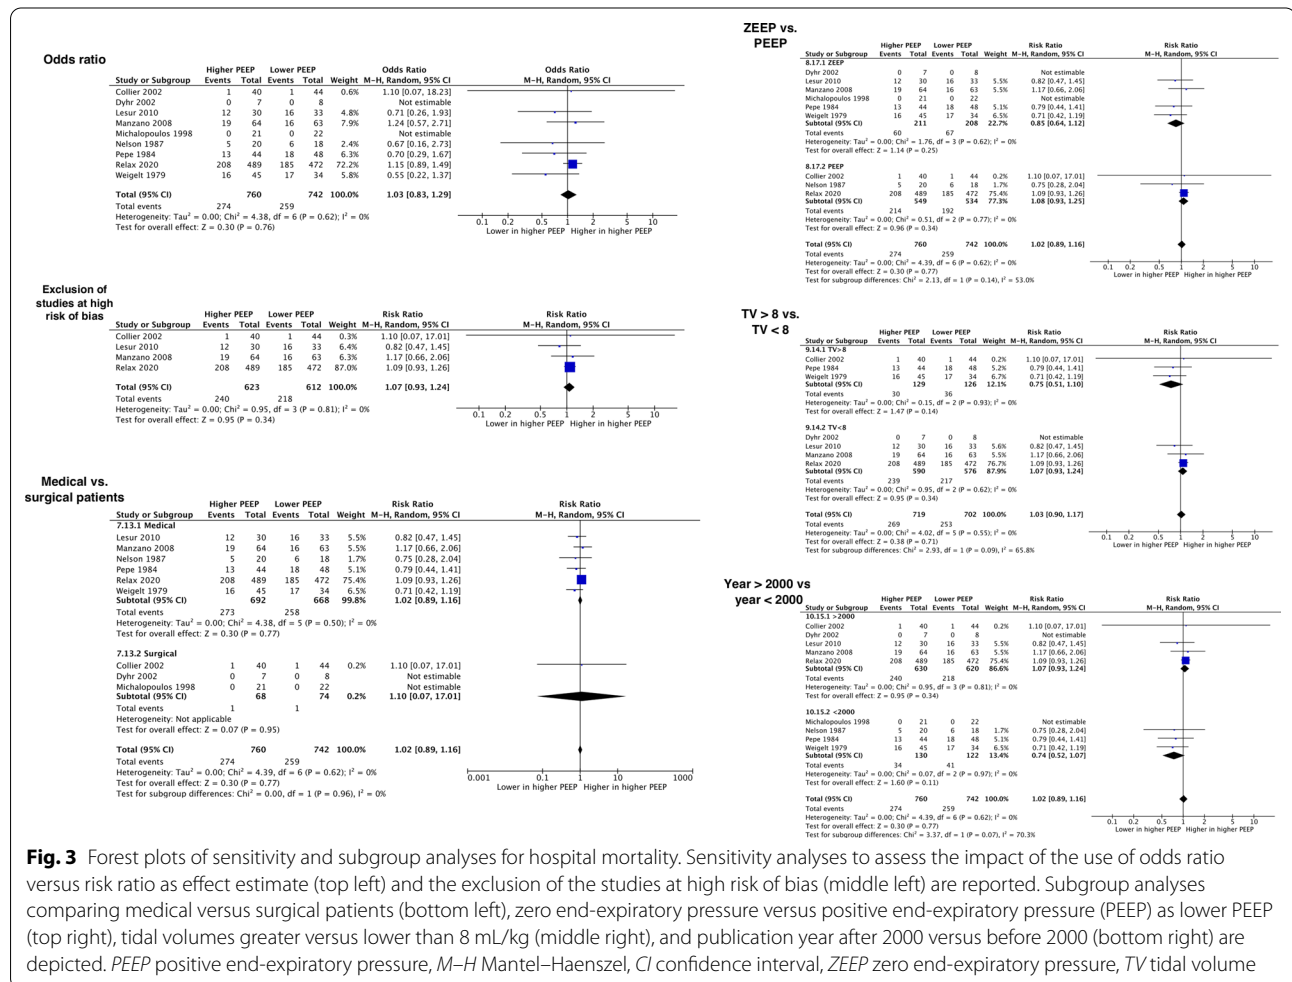 Odds ratio
Higher PEEP Lower PEEP Odds Ratio Odds Ratio
Study or Subgroup Events Total Events Total Weight M-H, Random, 95% CI M-H, Random, 95% CI
Collier 2002 1 40 1 44 0.6% 1.10 [0.07, 18.23]
Dyhr 2002 0 7 0 8 Not estimable
Lesur 2010 12 30 16 33 4.8% 0.71 [0.26, 1.93]
Manzano 2008 19 64 16 63 7.9% 1.24 [0.57, 2.71]
Michalopoulos 1998 0 21 0 22 Not estimable
Nelson 1987 5 20 6 18 2.4% 0.67 [0.16, 2.73]
Pepe 1984 13 44 18 48 6.3% 0.70 [0.29, 1.67]
Relax 2020 208 489 185 472 72.2% 1.15 [0.89, 1.49]
Weigelt 1979 16 45 17 34 5.8% 0.55 [0.22, 1.37]
Total (95% CI) 760 742 100.0% 1.03 [0.83, 1.29]
Total events 274 259
Heterogeneity: Tau² = 0.00; Chi² = 4.38, df = 6 (P = 0.62); I² = 0%
Test for overall effect: Z = 0.30 (P = 0.76)
0.1 0.2 0.5 1 2 5 10
Lower in higher PEEP Higher in higher PEEP
Exclusion of
studies at high
risk of bias
Higher PEEP Lower PEEP Risk Ratio Risk Ratio
Study or Subgroup Events Total Events Total Weight M-H, Random, 95% CI M-H, Random, 95% CI
Collier 2002 1 40 1 44 0.3% 1.10 [0.07, 17.01]
Lesur 2010 12 30 16 33 6.4% 0.82 [0.47, 1.45]
Manzano 2008 19 64 16 63 6.3% 1.17 [0.66, 2.06]
Relax 2020 208 489 185 472 87.0% 1.09 [0.93, 1.26]
Total (95% CI) 623 612 100.0% 1.07 [0.93, 1.24]
Total events 240 218
Heterogeneity: Tau² = 0.00; Chi² = 0.95, df = 3 (P = 0.81); I² = 0%
Test for overall effect: Z = 0.95 (P = 0.34)
0.1 0.2 0.5 1 2 5 10
Lower in higher PEEP Higher in higher PEEP
Medical vs.
surgical patients
Higher PEEP Lower PEEP Risk Ratio Risk Ratio
Study or Subgroup Events Total Events Total Weight M-H, Random, 95% CI M-H, Random, 95% CI
7.13.1 Medical
Lesur 2010 12 30 16 33 5.5% 0.82 [0.47, 1.45]
Manzano 2008 19 64 16 63 5.5% 1.17 [0.66, 2.06]
Nelson 1987 5 20 6 18 1.7% 0.75 [0.28, 2.04]
Pepe 1984 13 44 18 48 5.1% 0.79 [0.44, 1.41]
Relax 2020 208 489 185 472 75.4% 1.09 [0.93, 1.26]
Weigelt 1979 16 45 17 34 6.5% 0.71 [0.42, 1.19]
Subtotal (95% CI) 692 668 99.8% 1.02 [0.89, 1.16]
Total events 273 258
Heterogeneity: Tau² = 0.00; Chi² = 4.38, df = 5 (P = 0.50); I² = 0%
Test for overall effect: Z = 0.30 (P = 0.77)
7.13.2 Surgical
Collier 2002 1 40 1 44 0.2% 1.10 [0.07, 17.01]
Dyhr 2002 0 7 0 8 Not estimable
Michalopoulos 1998 0 21 0 22 Not estimable
Subtotal (95% CI) 68 74 0.2% 1.10 [0.07, 17.01]
Total events 1 1
Heterogeneity: Not applicable
Test for overall effect: Z = 0.07 (P = 0.95)
Total (95% CI) 760 742 100.0% 1.02 [0.89, 1.16]
Total events 274 259
Heterogeneity: Tau² = 0.00; Chi² = 4.39, df = 6 (P = 0.62); I² = 0%
Test for overall effect: Z = 0.30 (P = 0.77)
Test for subgroup differences: Chi² = 0.00, df = 1 (P = 0.96), I² = 0%
0.001 0.1 1 10 1000
Lower in higher PEEP Higher in higher PEEP
ZEEP vs.
PEEP
Higher PEEP Lower PEEP Risk Ratio Risk Ratio
Study or Subgroup Events Total Events Total Weight M-H, Random, 95% CI M-H, Random, 95% CI
8.17.1 ZEEP
Dyhr 2002 0 7 0 8 Not estimable
Lesur 2010 12 30 16 33 5.5% 0.82 [0.47, 1.45]
Manzano 2008 19 64 16 63 5.5% 1.17 [0.66, 2.06]
Michalopoulos 1998 0 21 0 22 Not estimable
Pepe 1984 13 44 18 48 5.1% 0.79 [0.44, 1.41]
Weigelt 1979 16 45 17 34 6.5% 0.71 [0.42, 1.19]
Subtotal (95% CI) 211 208 22.7% 0.85 [0.64, 1.12]
Total events 60 67
Heterogeneity: Tau² = 0.00; Chi² = 1.76, df = 3 (P = 0.62); I² = 0%
Test for overall effect: Z = 1.14 (P = 0.25)
8.17.2 PEEP
Collier 2002 1 40 1 44 0.2% 1.10 [0.07, 17.01]
Nelson 1987 5 20 6 18 1.7% 0.75 [0.28, 2.04]
Relax 2020 208 489 185 472 75.4% 1.09 [0.93, 1.26]
Subtotal (95% CI) 549 534 77.3% 1.08 [0.93, 1.25]
Total events 214 192
Heterogeneity: Tau² = 0.00; Chi² = 0.51, df = 2 (P = 0.77); I² = 0%
Test for overall effect: Z = 0.96 (P = 0.34)
Total (95% CI) 760 742 100.0% 1.02 [0.89, 1.16]
Total events 274 259
Heterogeneity: Tau² = 0.00; Chi² = 4.39, df = 6 (P = 0.62); I² = 0%
Test for overall effect: Z = 0.30 (P = 0.77)
Test for subgroup differences: Chi² = 2.13, df = 1 (P = 0.14), I² = 53.0%
0.1 0.2 0.5 1 2 5 10
Lower in higher PEEP Higher in higher PEEP
TV > 8 vs.
TV < 8
Higher PEEP Lower PEEP Risk Ratio Risk Ratio
Study or Subgroup Events Total Events Total Weight M-H, Random, 95% CI M-H, Random, 95% CI
9.14.1 TV>8
Collier 2002 1 40 1 44 0.2% 1.10 [0.07, 17.01]
Pepe 1984 13 44 18 48 5.2% 0.79 [0.44, 1.41]
Weigelt 1979 16 45 17 34 6.7% 0.71 [0.42, 1.19]
Subtotal (95% CI) 129 126 12.1% 0.75 [0.51, 1.10]
Total events 30 36
Heterogeneity: Tau² = 0.00; Chi² = 0.15, df = 2 (P = 0.93); I² = 0%
Test for overall effect: Z = 1.47 (P = 0.14)
9.14.2 TV<8
Dyhr 2002 0 7 0 8 Not estimable
Lesur 2010 12 30 16 33 5.6% 0.82 [0.47, 1.45]
Manzano 2008 19 64 16 63 5.6% 1.17 [0.66, 2.06]
Relax 2020 208 489 185 472 76.7% 1.09 [0.93, 1.26]
Subtotal (95% CI) 590 576 87.9% 1.07 [0.93, 1.24]
Total events 239 217
Heterogeneity: Tau² = 0.00; Chi² = 0.95, df = 2 (P = 0.62); I² = 0%
Test for overall effect: Z = 0.95 (P = 0.34)
Total (95% CI) 719 702 100.0% 1.03 [0.90, 1.17]
Total events 269 253
Heterogeneity: Tau² = 0.00; Chi² = 4.02, df = 5 (P = 0.55); I² = 0%
Test for overall effect: Z = 0.38 (P = 0.71)
Test for subgroup differences: Chi² = 2.93, df = 1 (P = 0.09), I² = 65.8%
0.1 0.2 0.5 1 2 5 10
Lower in higher PEEP Higher in higher PEEP
Year > 2000 vs
year < 2000
Higher PEEP Lower PEEP Risk Ratio Risk Ratio
Study or Subgroup Events Total Events Total Weight M-H, Random, 95% CI M-H, Random, 95% CI
10.15.1 >2000
Collier 2002 1 40 1 44 0.2% 1.10 [0.07, 17.01]
Dyhr 2002 0 7 0 8 Not estimable
Lesur 2010 12 30 16 33 5.5% 0.82 [0.47, 1.45]
Manzano 2008 19 64 16 63 5.5% 1.17 [0.66, 2.06]
Relax 2020 208 489 185 472 75.4% 1.09 [0.93, 1.26]
Subtotal (95% CI) 630 620 86.6% 1.07 [0.93, 1.24]
Total events 240 218
Heterogeneity: Tau² = 0.00; Chi² = 0.95, df = 3 (P = 0.81); I² = 0%
Test for overall effect: Z = 0.95 (P = 0.34)
10.15.2 <2000
Michalopoulos 1998 0 21 0 22 Not estimable
Nelson 1987 5 20 6 18 1.7% 0.75 [0.28, 2.04]
Pepe 1984 13 44 18 48 5.1% 0.79 [0.44, 1.41]
Weigelt 1979 16 45 17 34 6.5% 0.71 [0.42, 1.19]
Subtotal (95% CI) 130 122 13.4% 0.74 [0.52, 1.07]
Total events 34 41
Heterogeneity: Tau² = 0.00; Chi² = 0.07, df = 2 (P = 0.97); I² = 0%
Test for overall effect: Z = 1.60 (P = 0.11)
Total (95% CI) 760 742 100.0% 1.02 [0.89, 1.16]
Total events 274 259
Heterogeneity: Tau² = 0.00; Chi² = 4.39, df = 6 (P = 0.62); I² = 0%
Test for overall effect: Z = 0.30 (P = 0.77)
Test for subgroup differences: Chi² = 3.37, df = 1 (P = 0.07), I² = 70.3%
0.1 0.2 0.5 1 2 5 10
Lower in higher PEEP Higher in higher PEEP
Fig. 3 Forest plots of sensitivity and subgroup analyses for hospital mortality. Sensitivity analyses to assess the impact of the use of odds ratio
versus risk ratio as effect estimate (top left) and the exclusion of the studies at high risk of bias (middle left) are reported. Subgroup analyses
comparing medical versus surgical patients (bottom left), zero end-expiratory pressure versus positive end-expiratory pressure (PEEP) as lower PEEP
(top right), tidal volumes greater versus lower than 8 mL/kg (middle right), and publication year after 2000 versus before 2000 (bottom right) are
depicted. PEEP positive end-expiratory pressure, M–H Mantel–Haenszel, CI confidence interval, ZEEP zero end-expiratory pressure, TV tidal volume